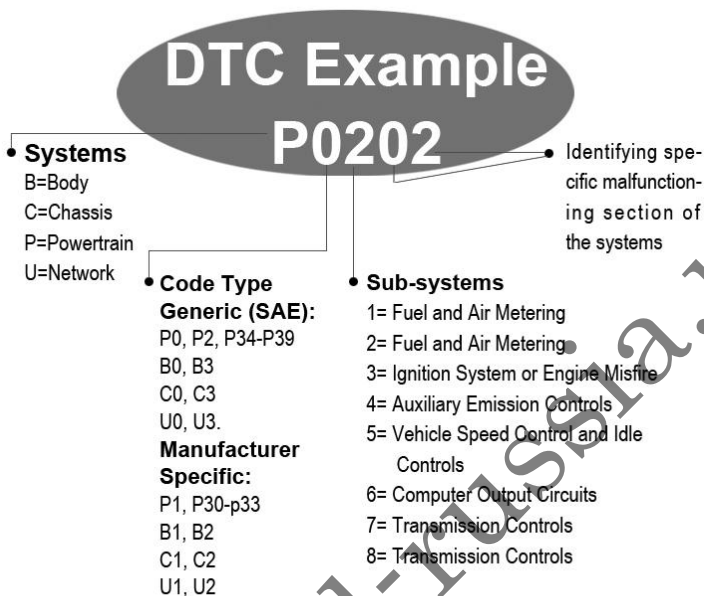 DTC Example
P0202
Systems
B=Body
C=Chassis
P=Powertrain
U=Network
Identifying spe-
cific malfunction-
ing section of
the systems
Code Type
Generic (SAE):
P0, P2, P34-P39
B0, B3
C0, C3
U0, U3.
Manufacturer
Specific:
P1, P30-p33
B1, B2
C1, C2
U1, U2
Sub-systems
1= Fuel and Air Metering
2= Fuel and Air Metering
3= Ignition System or Engine Misfire
4= Auxiliary Emission Controls
5= Vehicle Speed Control and Idle
Controls
6= Computer Output Circuits
7= Transmission Controls
8= Transmission Controls